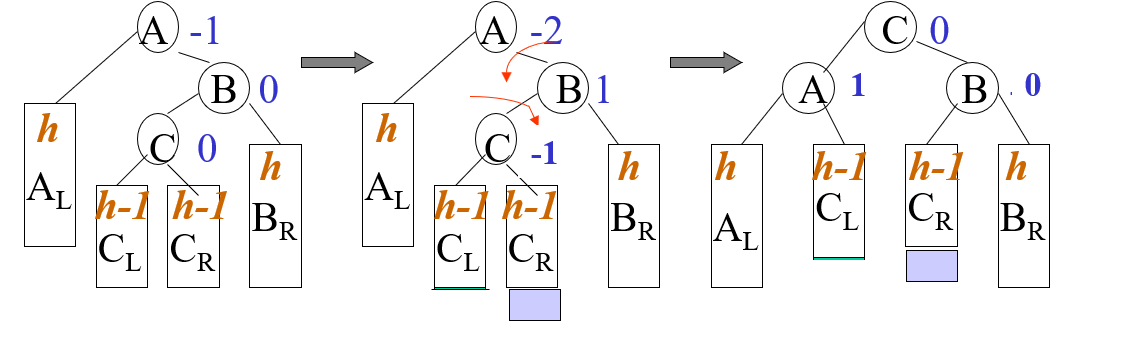 A -1
B 0
C 0
h
A_L
h-1
C_L
h-1
C_R
h
B_R
A -2
B 1
C -1
h
A_L
h-1
C_L
h-1
C_R
h
B_R
C 0
A 1
B 0
h
A_L
h-1
C_L
h-1
C_R
h
B_R